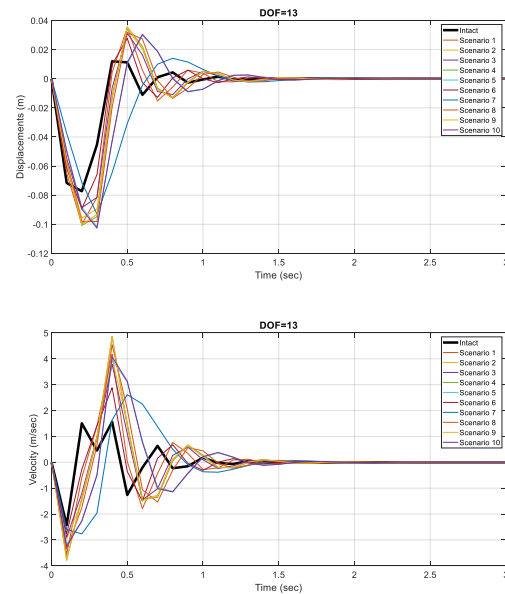 DOF=13
0.04
0.02
0
-0.02
-0.04
-0.06
-0.08
-0.1
-0.12
Displacements (m)
Intact
Scenario 1
Scenario 2
Scenario 3
Scenario 4
Scenario 5
Scenario 6
Scenario 7
Scenario 8
Scenario 9
Scenario 10
0 0.5 1 1.5 2 2.5 3
Time (sec)
DOF=13
5
4
3
2
1
0
-1
-2
-3
-4
Velocity (m/sec)
Intact
Scenario 1
Scenario 2
Scenario 3
Scenario 4
Scenario 5
Scenario 6
Scenario 7
Scenario 8
Scenario 9
Scenario 10
0 0.5 1 1.5 2 2.5 3
Time (sec)